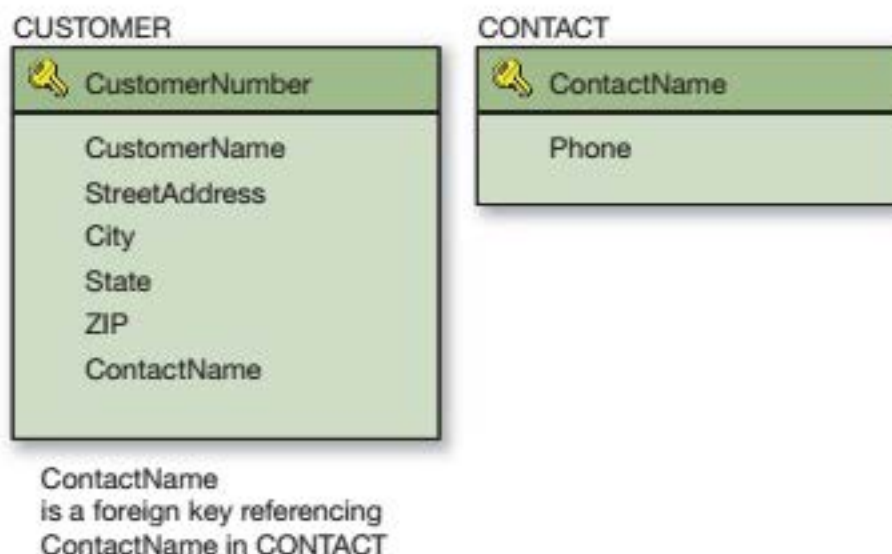 CUSTOMER
CustomerNumber
CustomerName
StreetAddress
City
State
ZIP
ContactName
ContactName
is a foreign key referencing
ContactName in CONTACT
CONTACT
ContactName
Phone